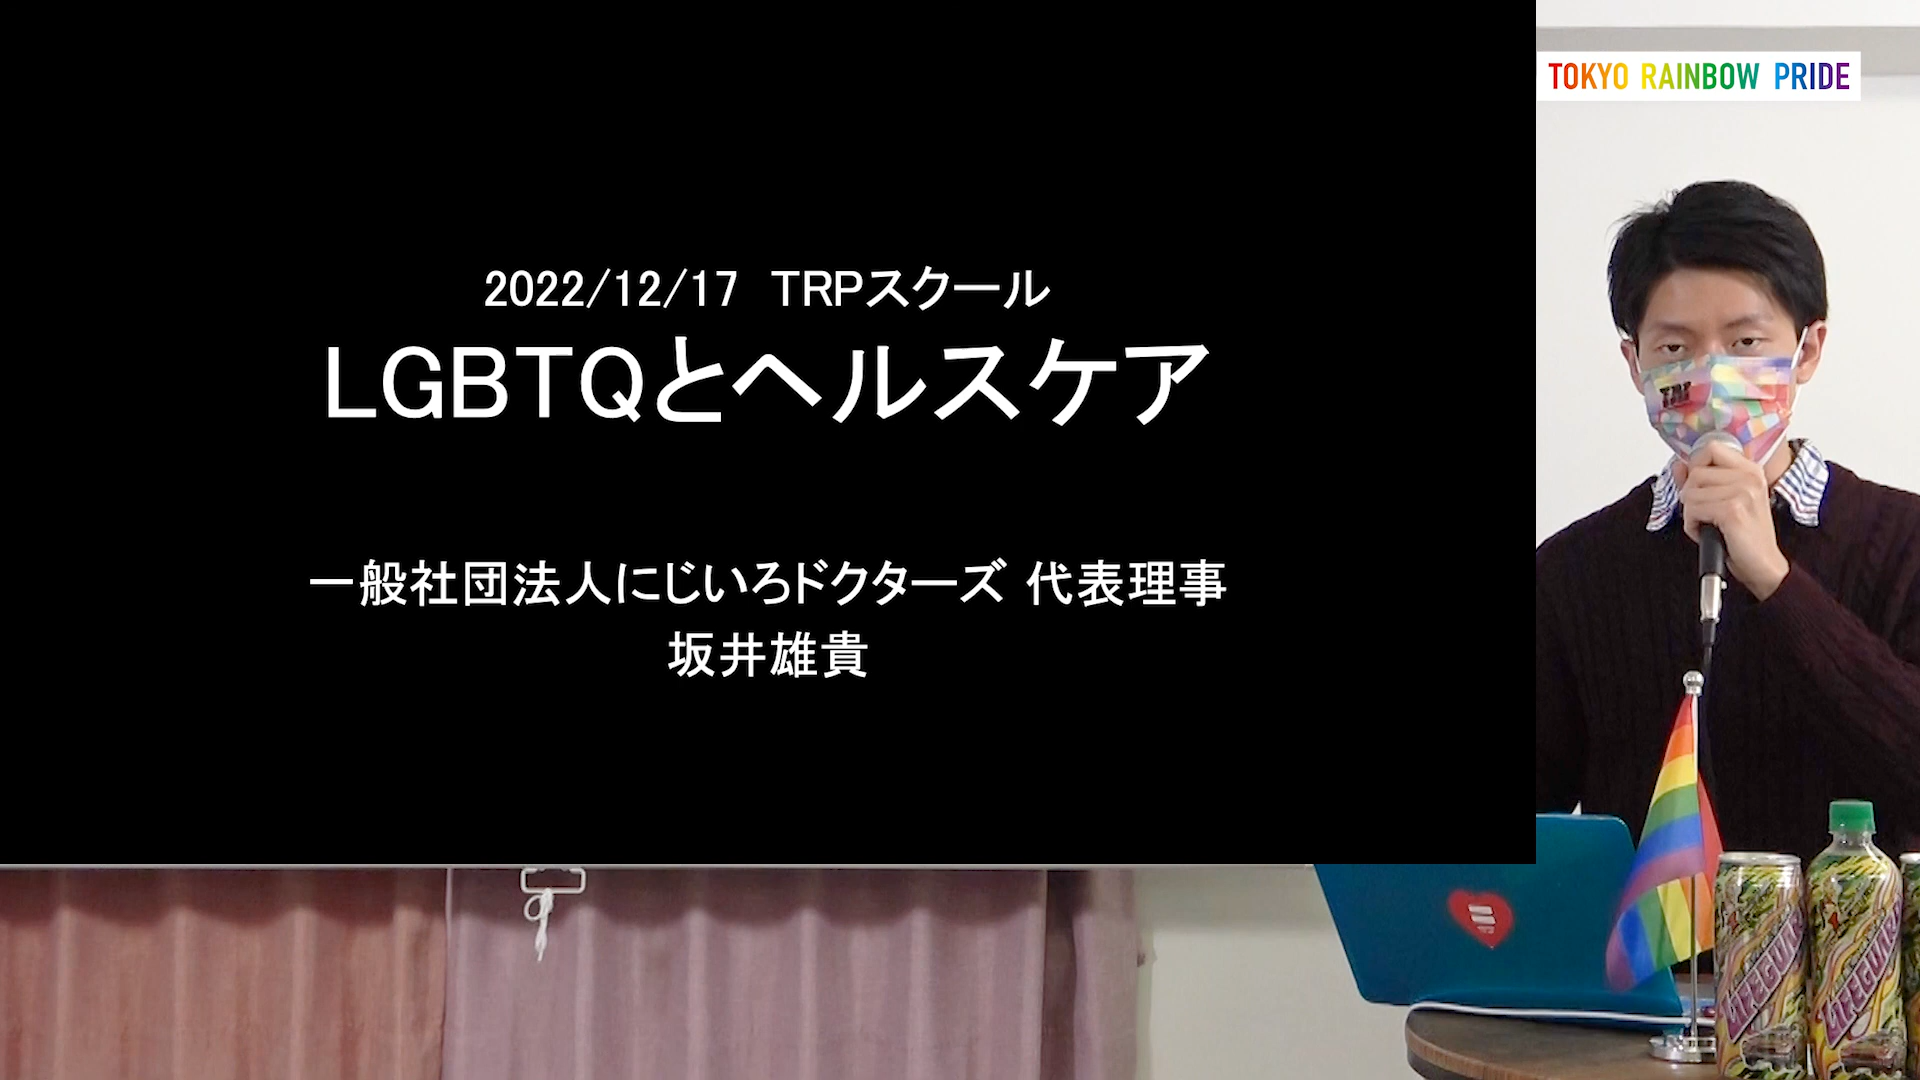 TOKYO RAINBOW PRIDE
2022/12/17 TRPスクール
LGBTQとヘルスケア
一般社団法人にじいろドクターズ 代表理事
坂井雄貴
LIFEGUARD
LIFEGUARD